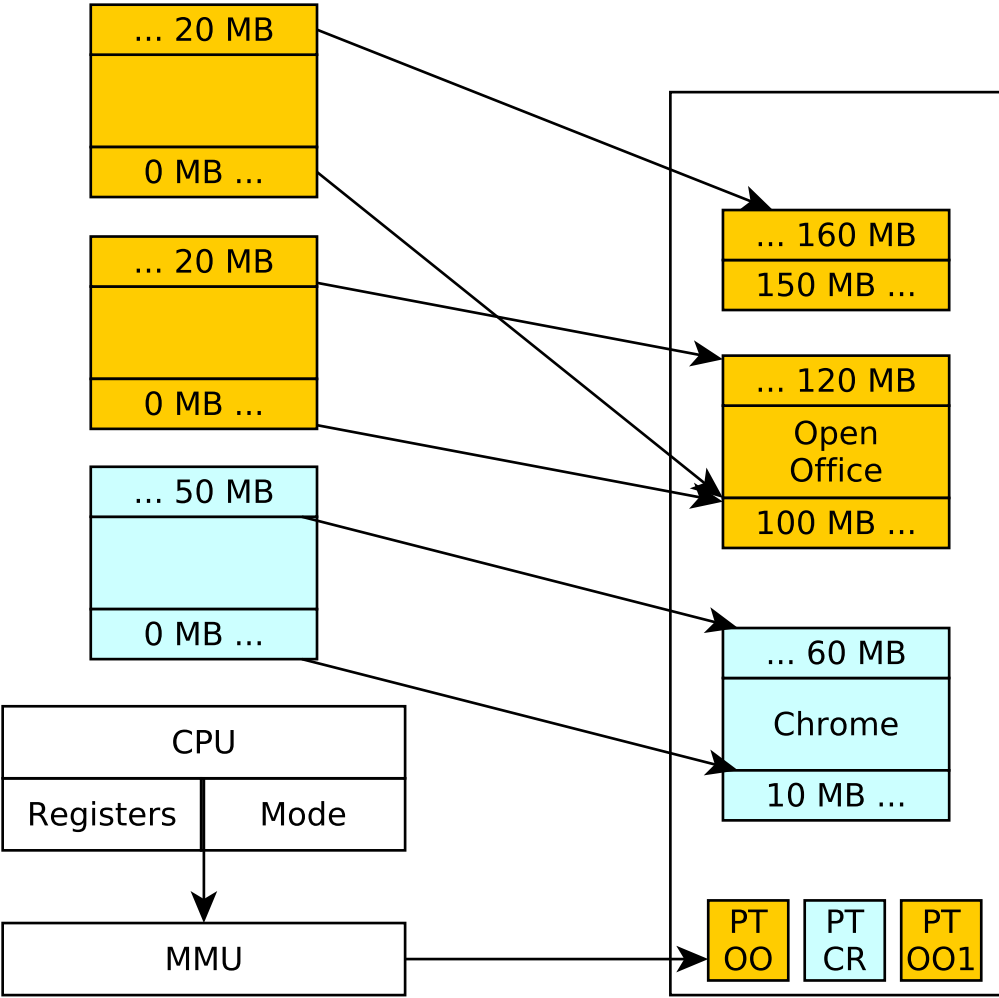 ... 20 MB
0 MB ...
... 20 MB
0 MB ...
... 50 MB
0 MB ...
CPU
Registers
Mode
MMU
... 160 MB
150 MB ...
... 120 MB
Open
Office
100 MB ...
... 60 MB
Chrome
10 MB ...
PT
OO
PT
CR
PT
OO1